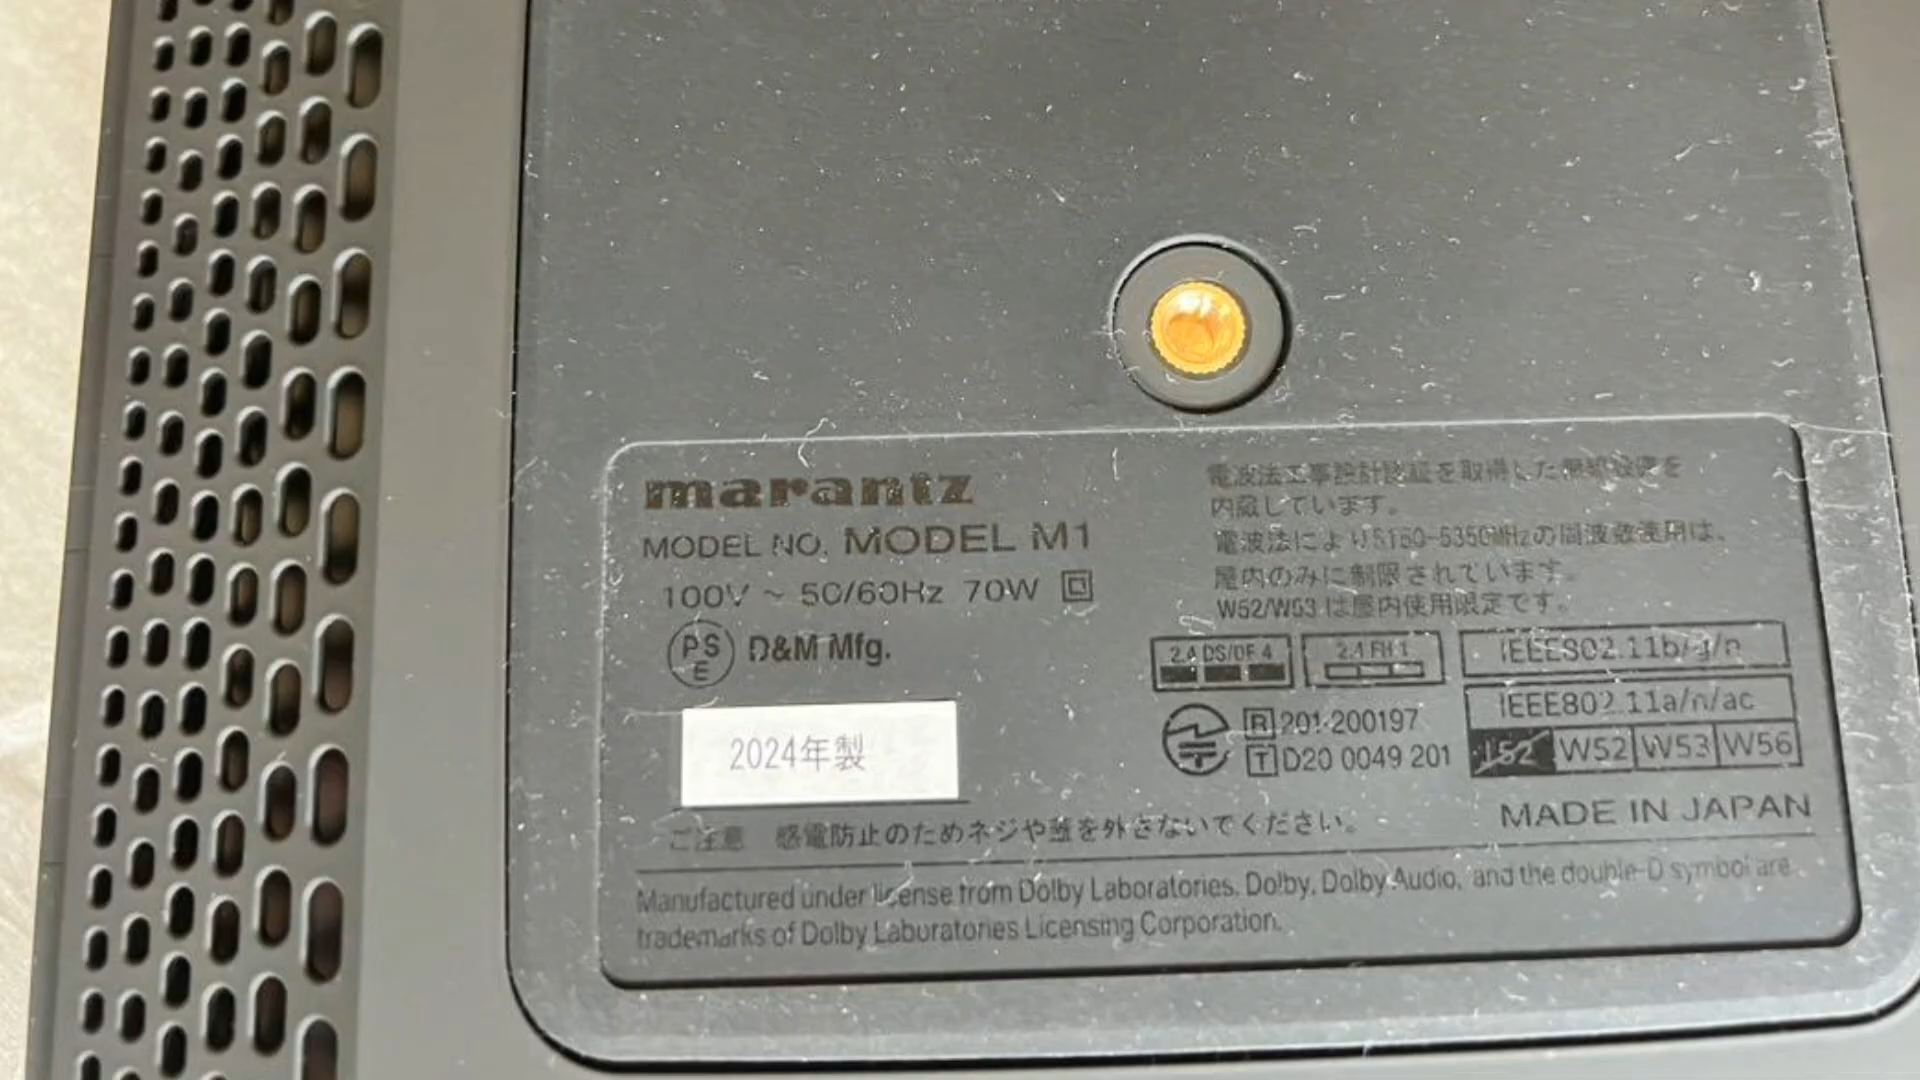 marantz
MODEL NO. MODEL M1
100V ~ 50/60Hz 70W
PS
E
D&M Mfg.
2024年製
電波法工事設計認証を取得した無線設備を
内蔵しています。
電波法により5150-5350MHzの周波数使用は、
屋内のみに制限されています。
W52/W53は屋内使用限定です。
2.4 DS/OF 4
2.4 FH 1
IEEE802.11b/g/n
IEEE802.11a/n/ac
J52 W52 W53 W56
R 201-200197
T D20 0049 201
MADE IN JAPAN
ご注意 感電防止のためネジや蓋を外さないでください。
Manufactured under license from Dolby Laboratories. Dolby, Dolby Audio, and the double-D symbol are
trademarks of Dolby Laboratories Licensing Corporation.